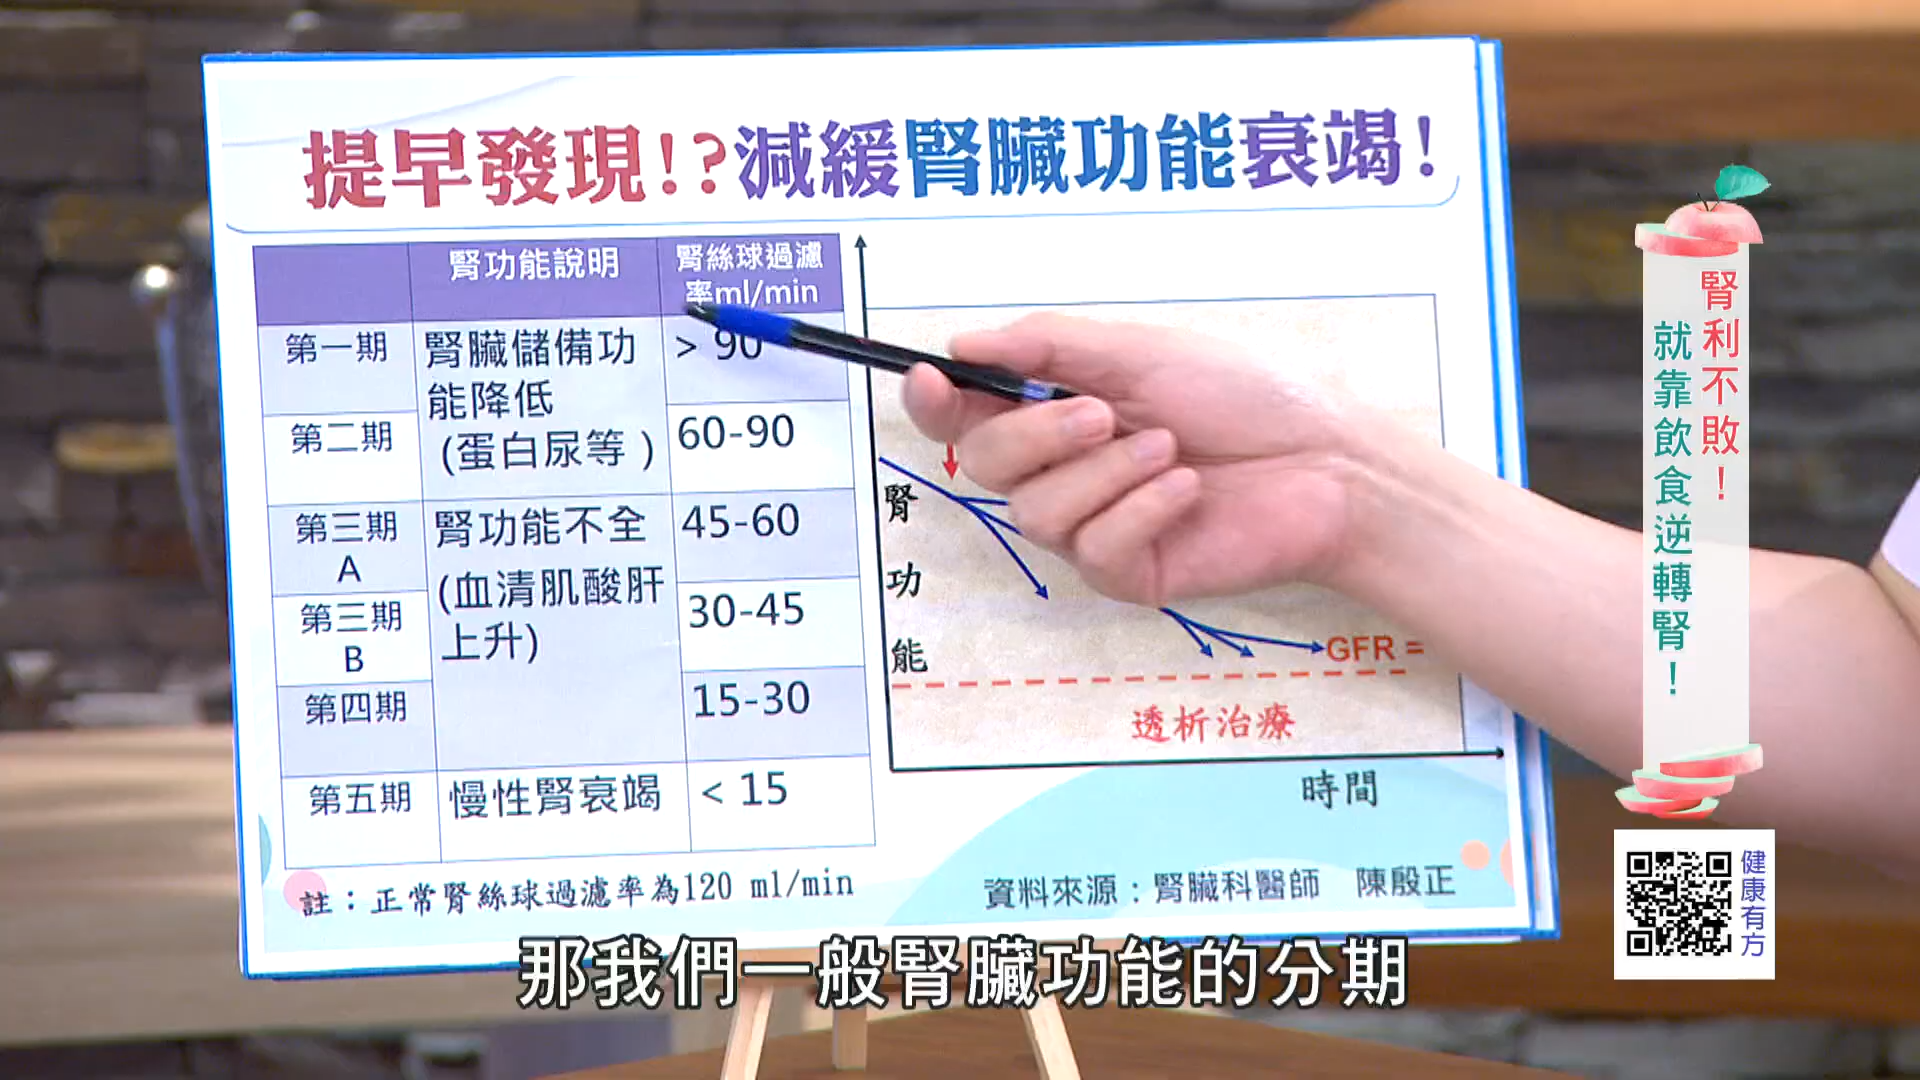 提早發現!?減緩腎臟功能衰竭!
腎功能說明
腎絲球過濾
率ml/min
第一期
腎臟儲備功
能降低
(蛋白尿等)
> 90
第二期
60-90
第三期
A
腎功能不全
(血清肌酸肝
上升)
45-60
第三期
B
30-45
第四期
15-30
第五期
慢性腎衰竭
< 15
註：正常腎絲球過濾率為120 ml/min
腎
功
能
GFR =
透析治療
時間
資料來源：腎臟科醫師 陳殷正
腎利不敗！
就靠飲食逆轉腎！
健康有方
那我們一般腎臟功能的分期